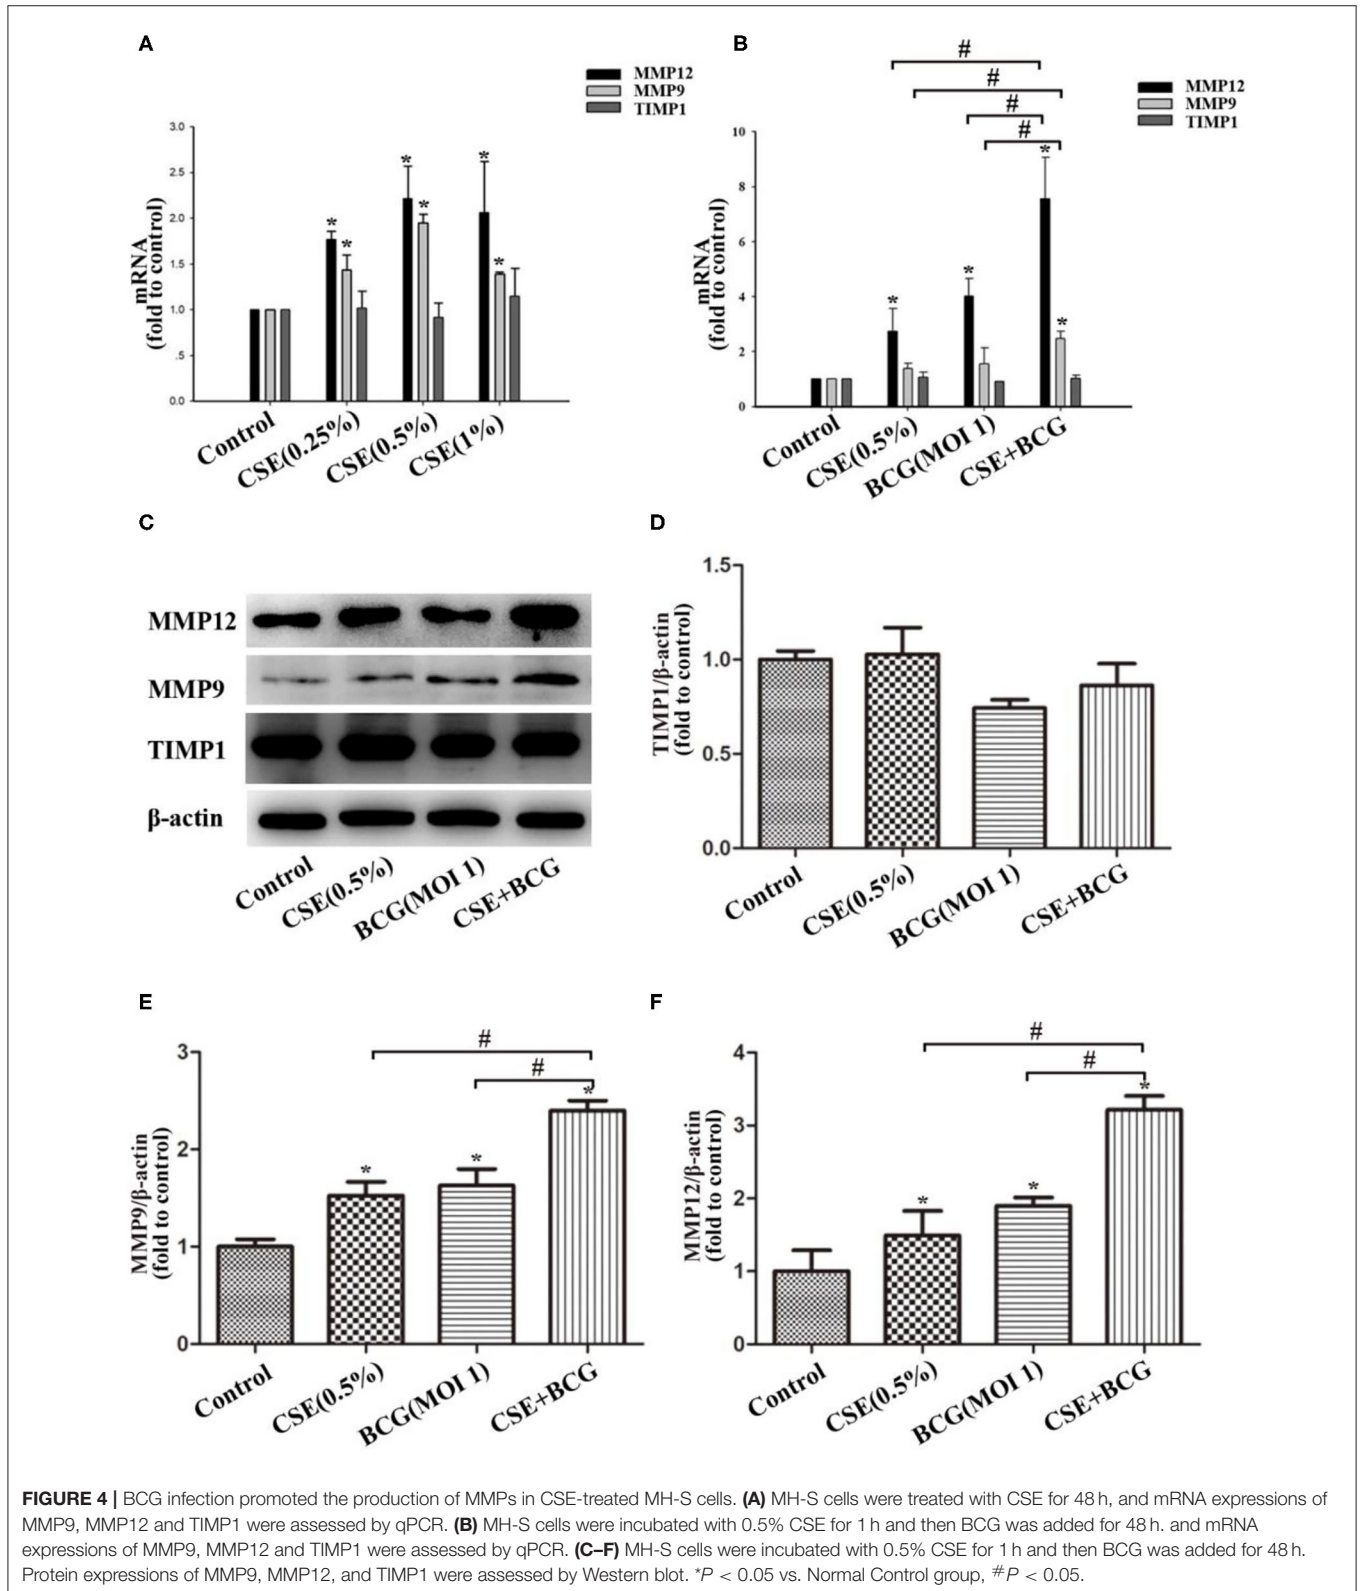 A
MMP12
MMP9
TIMP1
mRNA
(fold to control)
3.0
2.5
2.0
1.5
1.0
.5
0.0
*
*
*
*
*
*
Control
CSE(0.25%)
CSE(0.5%)
CSE(1%)
B
MMP12
MMP9
TIMP1
mRNA
(fold to control)
10
8
6
4
2
0
#
#
#
#
*
*
*
*
Control
CSE(0.5%)
BCG(MOI 1)
CSE+BCG
C
MMP12
MMP9
TIMP1
β-actin
Control
CSE(0.5%)
BCG(MOI 1)
CSE+BCG
D
TIMP1/β-actin
(fold to control)
1.5
1.0
0.5
0.0
Control
CSE(0.5%)
BCG(MOI 1)
CSE+BCG
E
MMP9/β-actin
(fold to control)
3
2
1
0
#
#
*
*
*
Control
CSE(0.5%)
BCG(MOI 1)
CSE+BCG
F
MMP12/β-actin
(fold to control)
4
3
2
1
0
#
#
*
*
*
Control
CSE(0.5%)
BCG(MOI 1)
CSE+BCG
FIGURE 4 | BCG infection promoted the production of MMPs in CSE-treated MH-S cells. (A) MH-S cells were treated with CSE for 48 h, and mRNA expressions of
MMP9, MMP12 and TIMP1 were assessed by qPCR. (B) MH-S cells were incubated with 0.5% CSE for 1 h and then BCG was added for 48 h. and mRNA
expressions of MMP9, MMP12 and TIMP1 were assessed by qPCR. (C–F) MH-S cells were incubated with 0.5% CSE for 1 h and then BCG was added for 48 h.
Protein expressions of MMP9, MMP12, and TIMP1 were assessed by Western blot. *P < 0.05 vs. Normal Control group, #P < 0.05.